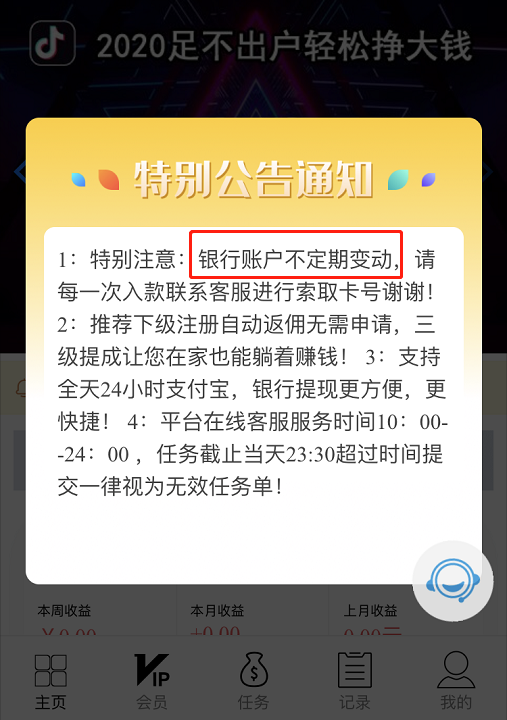 2020足不出户轻松挣大钱
特别公告通知
1：特别注意：银行账户不定期变动，请
每一次入款联系客服进行索取卡号谢谢！
2：推荐下级注册自动返佣无需申请，三
级提成让您在家也能躺着赚钱！ 3：支持
全天24小时支付宝，银行提现更方便，更
快捷！ 4：平台在线客服服务时间10：00-
-24：00 ，任务截止当天23:30超过时间提
交一律视为无效任务单！
本周收益 本月收益 上月收益
主页 会员 任务 记录 我的